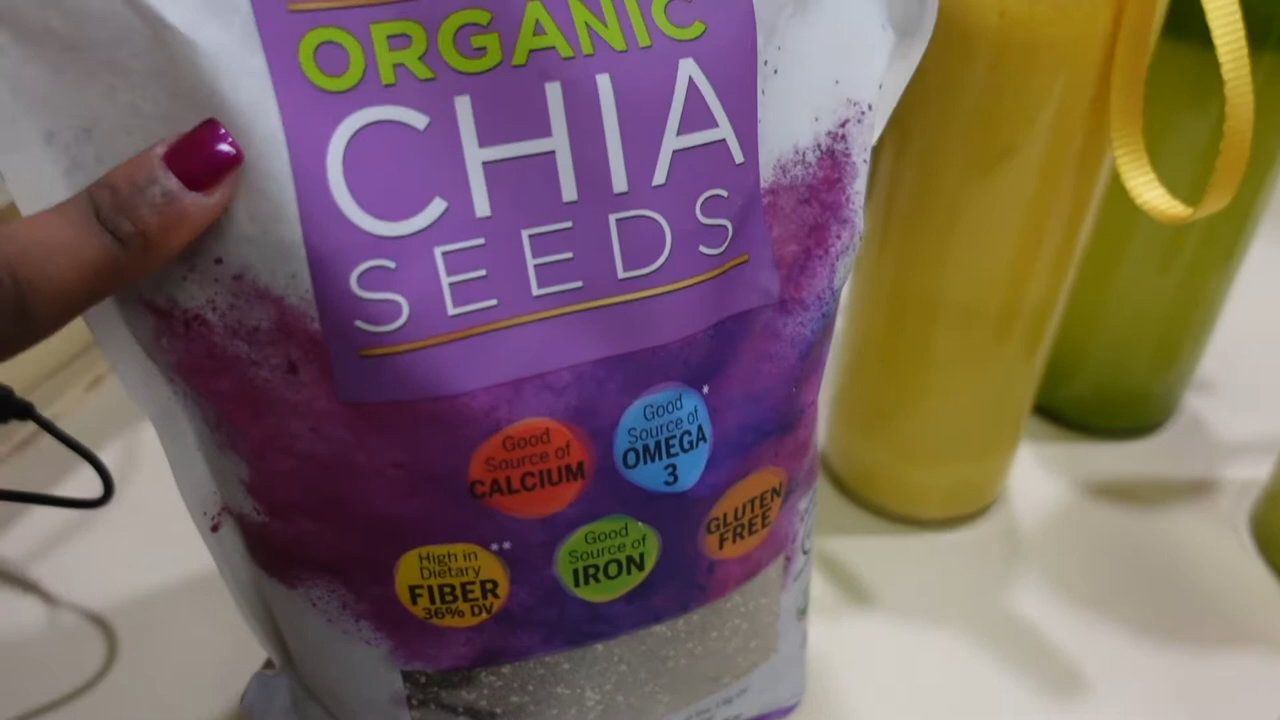 ORGANIC
CHIA
SEEDS
Good
Source of
CALCIUM
Good
Source of
OMEGA
3
*
High in
Dietary
FIBER
36% DV
**
Good
Source of
IRON
GLUTEN
FREE